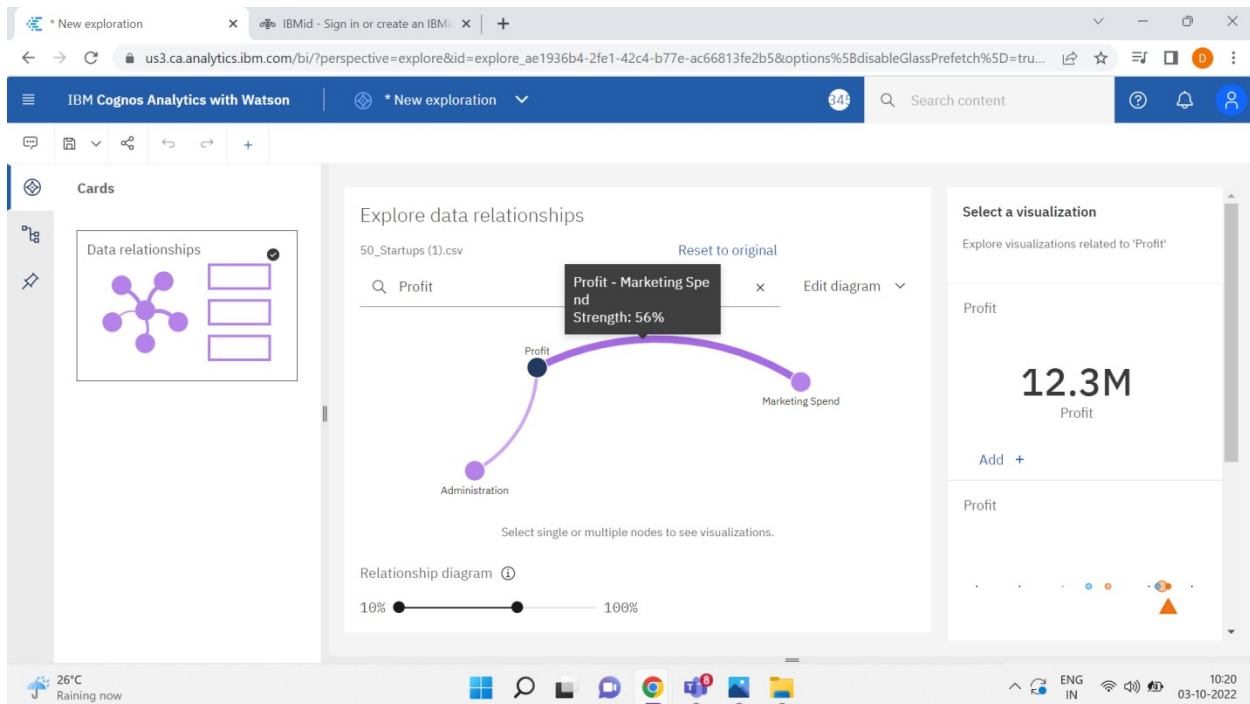 * New exploration
IBMid - Sign in or create an IBMi
us3.ca.analytics.ibm.com/bi/?perspective=explore&id=explore_ae1936b4-2fe1-42c4-b77e-ac66813fe2b5&options%5BdisableGlassPrefetch%5D=tru...
D
IBM Cognos Analytics with Watson
* New exploration
345
Search content
Cards
Data relationships
Explore data relationships
50_Startups (1).csv
Reset to original
Profit
Edit diagram
Profit - Marketing Spe
nd
Strength: 56%
Profit
Marketing Spend
Administration
Select single or multiple nodes to see visualizations.
Relationship diagram
10%
100%
Select a visualization
Explore visualizations related to 'Profit'
Profit
12.3M
Profit
Add +
Profit
26°C
Raining now
8
ENG
IN
10:20
03-10-2022